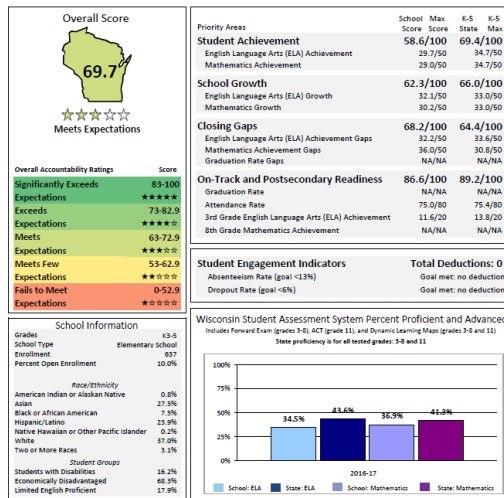 Overall Score
69.7
★★★☆☆
Meets Expectations
Overall Accountability Ratings Score
Significantly Exceeds 83-100
Expectations ★★★★★
Exceeds 73-82.9
Expectations ★★★★☆
Meets 63-72.9
Expectations ★★★☆☆
Meets Few 53-62.9
Expectations ★★☆☆☆
Fails to Meet 0-52.9
Expectations ★☆☆☆☆
School Information
Grades K3-5
School Type Elementary School
Enrollment 637
Percent Open Enrollment 10.0%
Race/Ethnicity
American Indian or Alaskan Native 0.8%
Asian 27.5%
Black or African American 7.5%
Hispanic/Latino 23.9%
Native Hawaiian or Other Pacific Islander 0.2%
White 37.0%
Two or More Races 3.1%
Student Groups
Students with Disabilities 16.2%
Economically Disadvantaged 68.3%
Limited English Proficient 17.9%
School Max K-5 K-5
Priority Areas Score Score State Max
Student Achievement 58.6/100 69.4/100
English Language Arts (ELA) Achievement 29.7/50 34.7/50
Mathematics Achievement 29.0/50 34.7/50
School Growth 62.3/100 66.0/100
English Language Arts (ELA) Growth 32.1/50 33.0/50
Mathematics Growth 30.2/50 33.0/50
Closing Gaps 68.2/100 64.4/100
English Language Arts (ELA) Achievement Gaps 32.2/50 33.6/50
Mathematics Achievement Gaps 36.0/50 30.8/50
Graduation Rate Gaps NA/NA NA/NA
On-Track and Postsecondary Readiness 86.6/100 89.2/100
Graduation Rate NA/NA NA/NA
Attendance Rate 75.0/80 75.4/80
3rd Grade English Language Arts (ELA) Achievement 11.6/20 13.8/20
8th Grade Mathematics Achievement NA/NA NA/NA
Student Engagement Indicators Total Deductions: 0
Absenteeism Rate (goal <13%) Goal met: no deduction
Dropout Rate (goal <6%) Goal met: no deduction
Wisconsin Student Assessment System Percent Proficient and Advanced
Includes Forward Exam (grades 3-8), ACT (grade 11), and Dynamic Learning Maps (grades 3-8 and 11)
State proficiency is for all tested grades: 3-8 and 11
100%
75%
50%
25%
0%
34.5% 43.6% 36.9% 41.3%
2016-17
School: ELA State: ELA School: Mathematics State: Mathematics